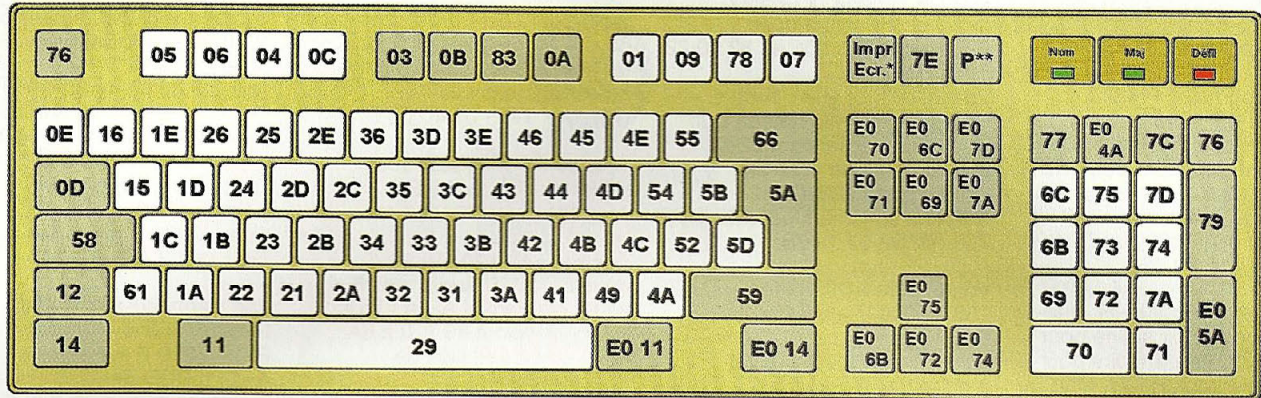 76 05 06 04 0C 03 0B 83 0A 01 09 78 07 Impr Ecr.* 7E P** Num Maj Défil
0E 16 1E 26 25 2E 36 3D 3E 46 45 4E 55 66 E0 70 E0 6C E0 7D 77 E0 4A 7C 76
0D 15 1D 24 2D 2C 35 3C 43 44 4D 54 5B 5A E0 71 E0 69 E0 7A 6C 75 7D 79
58 1C 1B 23 2B 34 33 3B 42 4B 4C 52 5D 6B 73 74
12 61 1A 22 21 2A 32 31 3A 41 49 4A 59 E0 75 69 72 7A E0 5A
14 11 29 E0 11 E0 14 E0 6B E0 72 E0 74 70 71